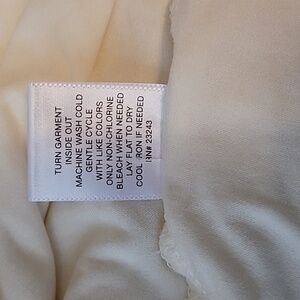 TURN GARMENT
INSIDE OUT
MACHINE WASH COLD
GENTLE CYCLE
WITH LIKE COLORS
ONLY NON-CHLORINE
BLEACH WHEN NEEDED
LAY FLAT TO DRY
COOL IRON IF NEEDED
RN# 23243